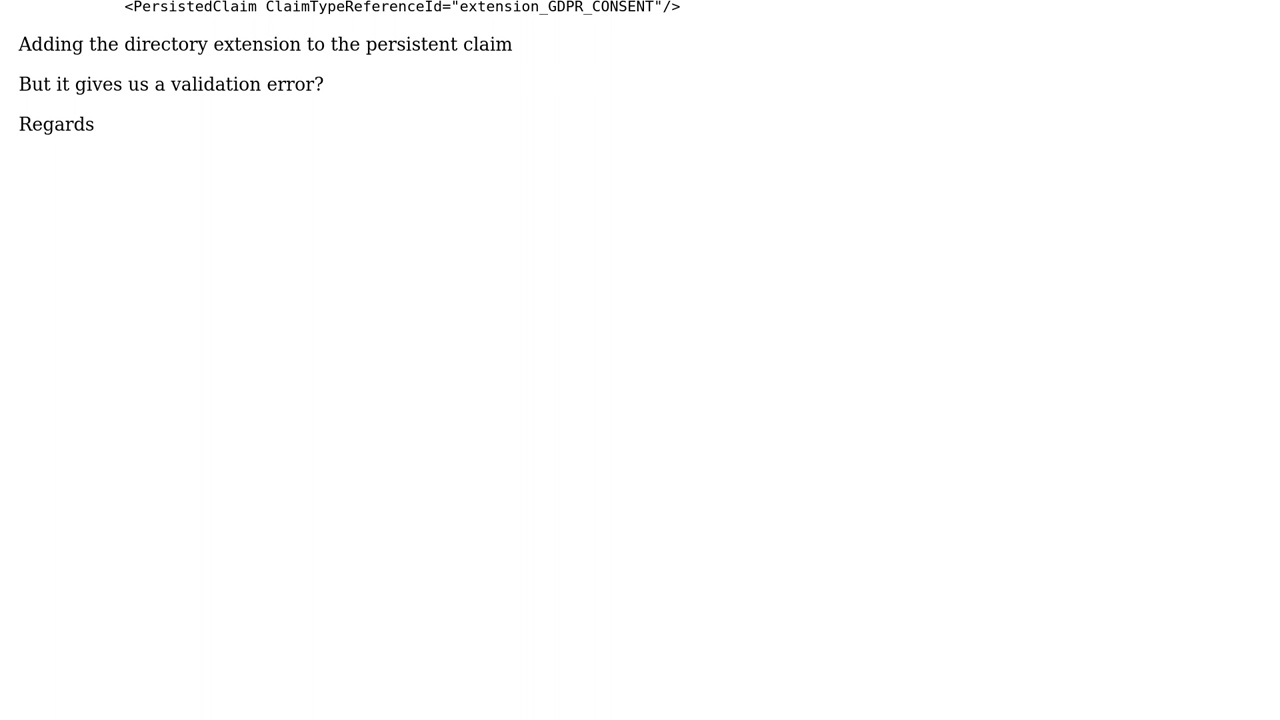 <PersistedClaim ClaimTypeReferenceId="extension_GDPR_CONSENT"/>
Adding the directory extension to the persistent claim
But it gives us a validation error?
Regards